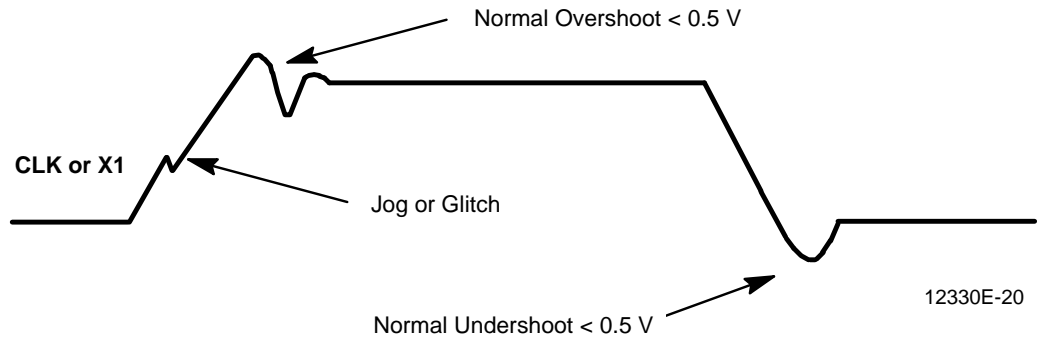 Normal Overshoot < 0.5 V
CLK or X1
Jog or Glitch
12330E-20
Normal Undershoot < 0.5 V